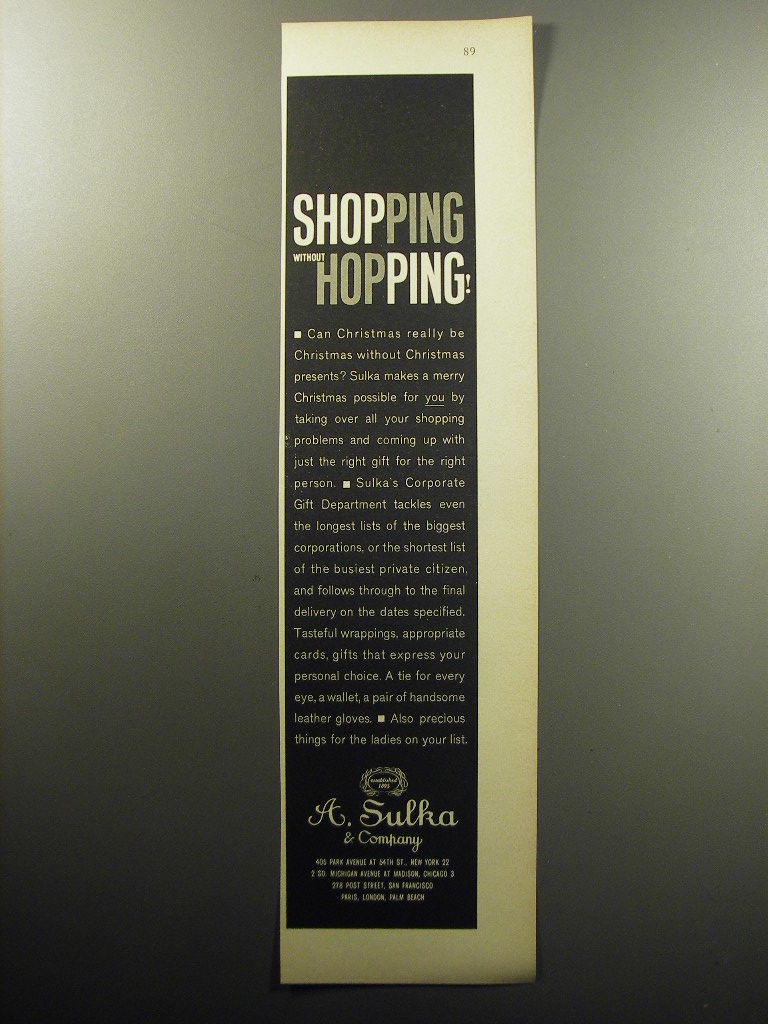 89
SHOPPING
WITHOUT
HOPPING!
■ Can Christmas really be
Christmas without Christmas
presents? Sulka makes a merry
Christmas possible for you by
taking over all your shopping
problems and coming up with
just the right gift for the right
person. ■ Sulka's Corporate
Gift Department tackles even
the longest lists of the biggest
corporations, or the shortest list
of the busiest private citizen,
and follows through to the final
delivery on the dates specified.
Tasteful wrappings, appropriate
cards, gifts that express your
personal choice. A tie for every
eye, a wallet, a pair of handsome
leather gloves. ■ Also precious
things for the ladies on your list.
established
1895
A. Sulka
& Company
405 PARK AVENUE AT 54TH ST., NEW YORK 22
2 SO. MICHIGAN AVENUE AT MADISON, CHICAGO 3
278 POST STREET, SAN FRANCISCO
PARIS, LONDON, PALM BEACH